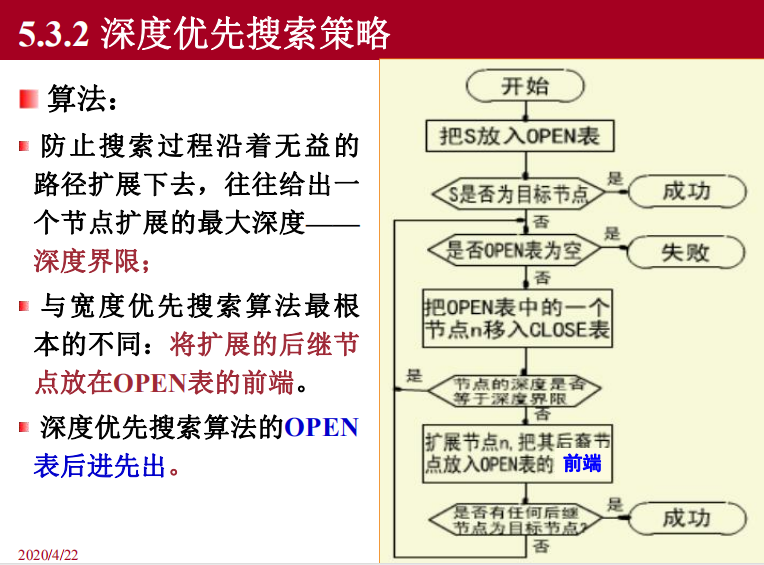 5.3.2 深度优先搜索策略
算法：
防止搜索过程沿着无益的
路径扩展下去，往往给出一
个节点扩展的最大深度——
深度界限；
与宽度优先搜索算法最根
本的不同：将扩展的后继节
点放在OPEN表的前端。
深度优先搜索算法的OPEN
表后进先出。
2020/4/22
开始
把S放入OPEN表
S是否为目标节点
是
成功
否
是否OPEN表为空
是
失败
否
把OPEN表中的一个
节点n移入CLOSE表
是
节点的深度是否
等于深度界限
否
扩展节点n,把其后裔节
点放入OPEN表的 前端
是否有任何后继
节点为目标节点?
是
成功
否